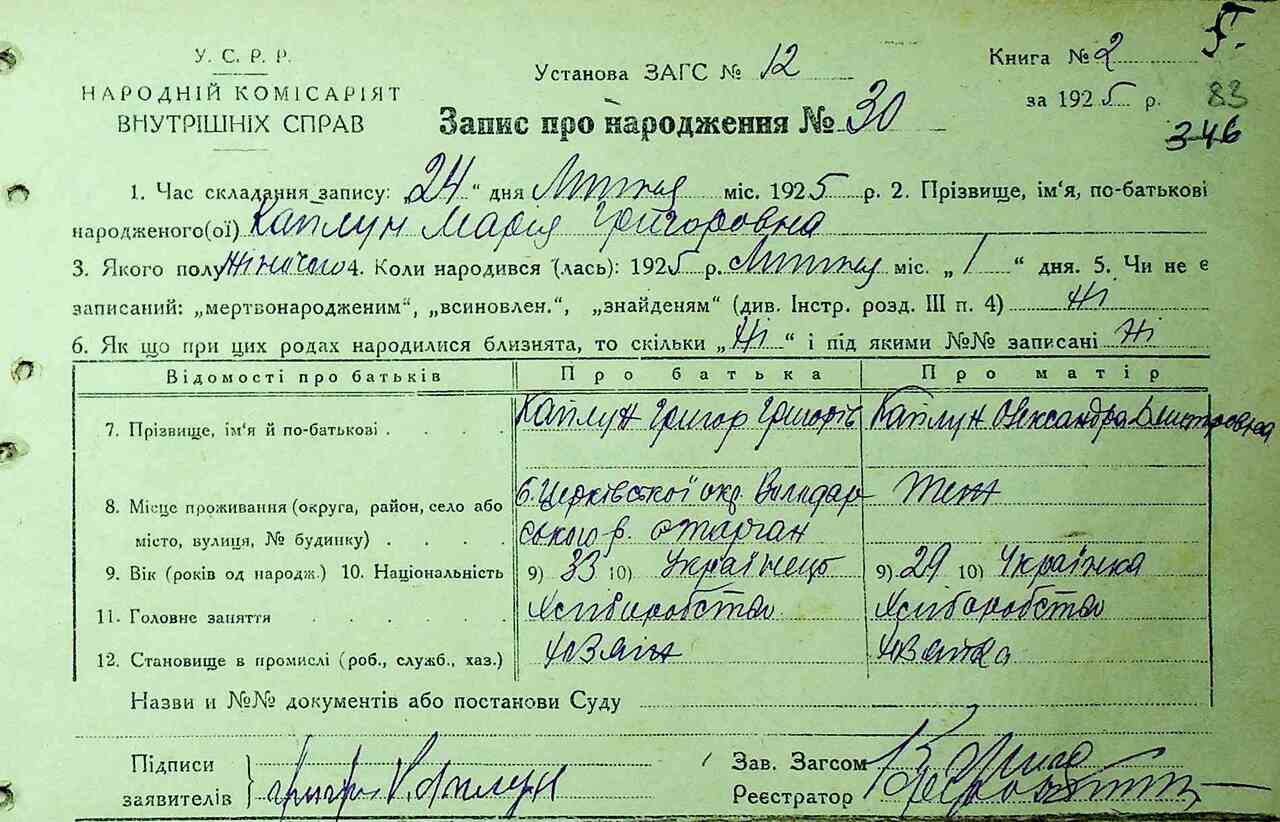 У. С. Р. Р.
НАРОДНІЙ КОМІСАРІЯТ
ВНУТРІШНІХ СПРАВ
Установа ЗАГС № 12
Запис про народження № 30
Книга № 2
за 1925 р.
83
346
1. Час складання запису: „24“ дня Липня міс. 1925 р. 2. Прізвище, ім'я, по-батькові
народженого(ої) Каплун Марія Григоровна
3. Якого полу Жіночого 4. Коли народився (лась): 1925 р. Липня міс. „1“ дня. 5. Чи не є
записаний: „мертвонародженим“, „всиновлен.“, „знайденям“ (див. Інстр. розд. III п. 4) Ні
6. Як що при цих родах народилися близнята, то скільки „Ні“ і під якими №№ записані Ні
Відомості про батьків Про батька Про матір
7. Прізвище, ім'я й по-батькові . . . . Каплун Григор Григорів Каплун Олександра Дмитровна
8. Місце проживання (округа, район, село або місто, вулиця, № будинку) . . . . Б. Церківської окр. Володар
ського р. Теж
9. Вік (років од народж.) 10. Національність 9) 33 10) Українець 9) 29 10) Українка
11. Головне заняття . . . . . Хліборобство Хліборобство
12. Становище в промислі (роб., служб., хаз.) Хазяїн Хазяйка
Назви и №№ документів або постанови Суду
Підписи
заявителів Григор Каплун
Зав. Загсом
Реєстратор